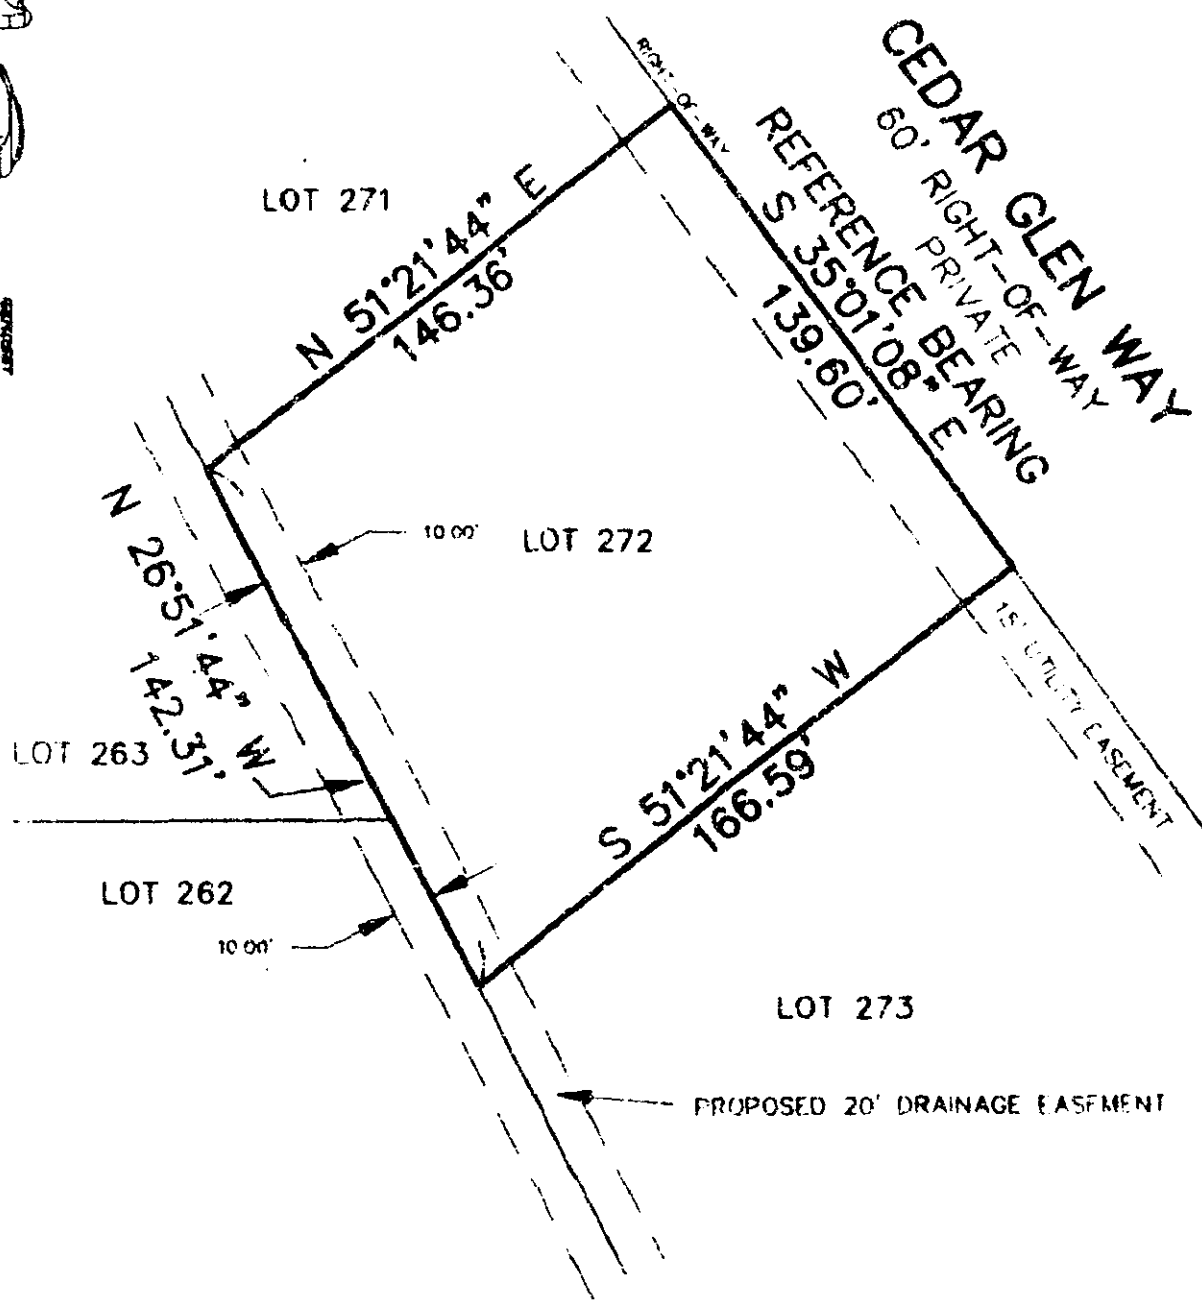 CEDAR GLEN WAY
60' RIGHT-OF-WAY
PRIVATE
RIGHT-OF-WAY
REFERENCE BEARING
S 35°01'08" E
139.60'
LOT 271
N 51°21'44" E
146.36'
10.00'
LOT 272
N 26°51'44" W
142.31'
15' UTILITY EASEMENT
S 51°21'44" W
166.59'
LOT 263
LOT 262
10.00'
LOT 273
PROPOSED 20' DRAINAGE EASEMENT